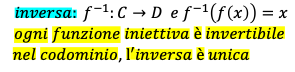 inversa: f⁻¹: C → D e f⁻¹(f(x)) = x
ogni funzione iniettiva è invertibile
nel codominio, l'inversa è unica